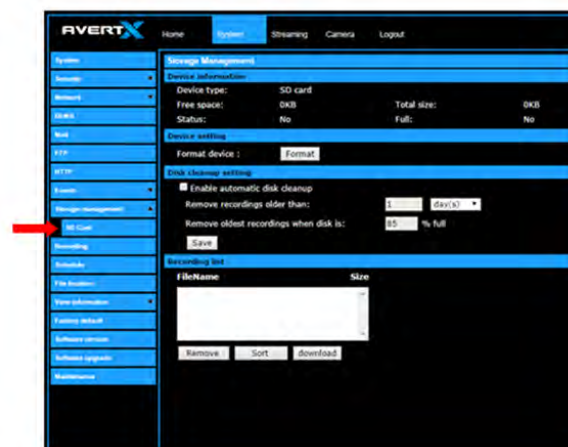 AVERTX
Home System Streaming Camera Logout
System
Security
Network
DDNS
Mail
FTP
HTTP
Events
Storage management
SD Card
Recording
Schedule
File location
View information
Factory default
Software version
Software upgrade
Maintenance
Storage Management
Device information
Device type: SD card
Free space: 0KB Total size: 0KB
Status: No Full: No
Device setting
Format device : Format
Disk cleanup setting
Enable automatic disk cleanup
Remove recordings older than: 1 day(s)
Remove oldest recordings when disk is: 85 % full
Save
Recording list
FileName Size
Remove Sort download